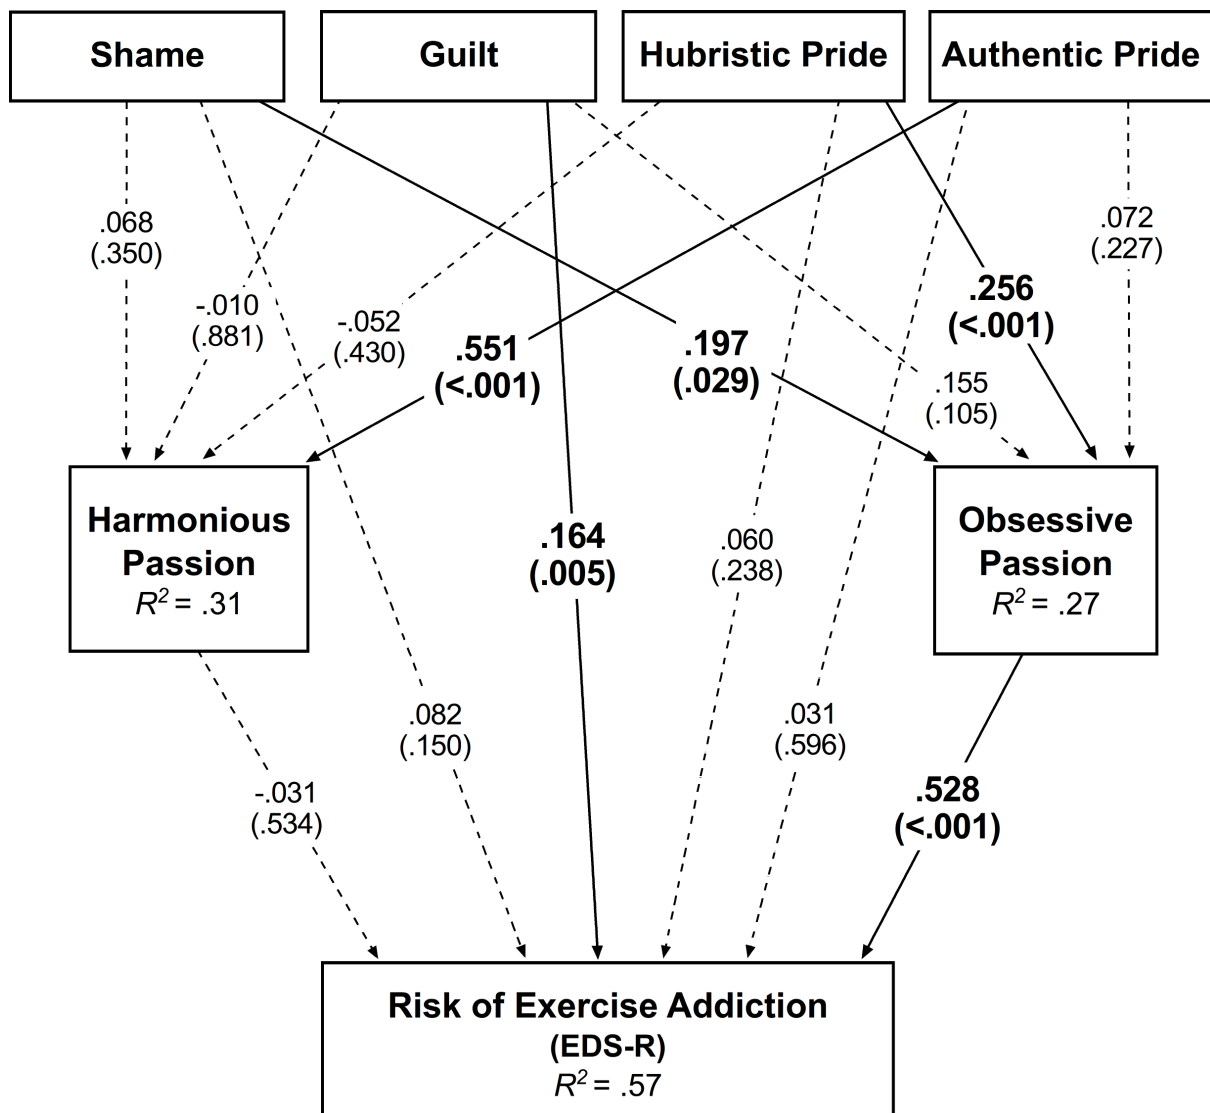 Shame
Guilt
Hubristic Pride
Authentic Pride
.068
(.350)
.072
(.227)
-.010
(.881)
-.052
(.430)
.551
(<.001)
.197
(.029)
.256
(<.001)
.155
(.105)
Harmonious
Passion
R² = .31
.164
(.005)
.060
(.238)
Obsessive
Passion
R² = .27
.082
(.150)
.031
(.596)
-.031
(.534)
.528
(<.001)
Risk of Exercise Addiction
(EDS-R)
R² = .57